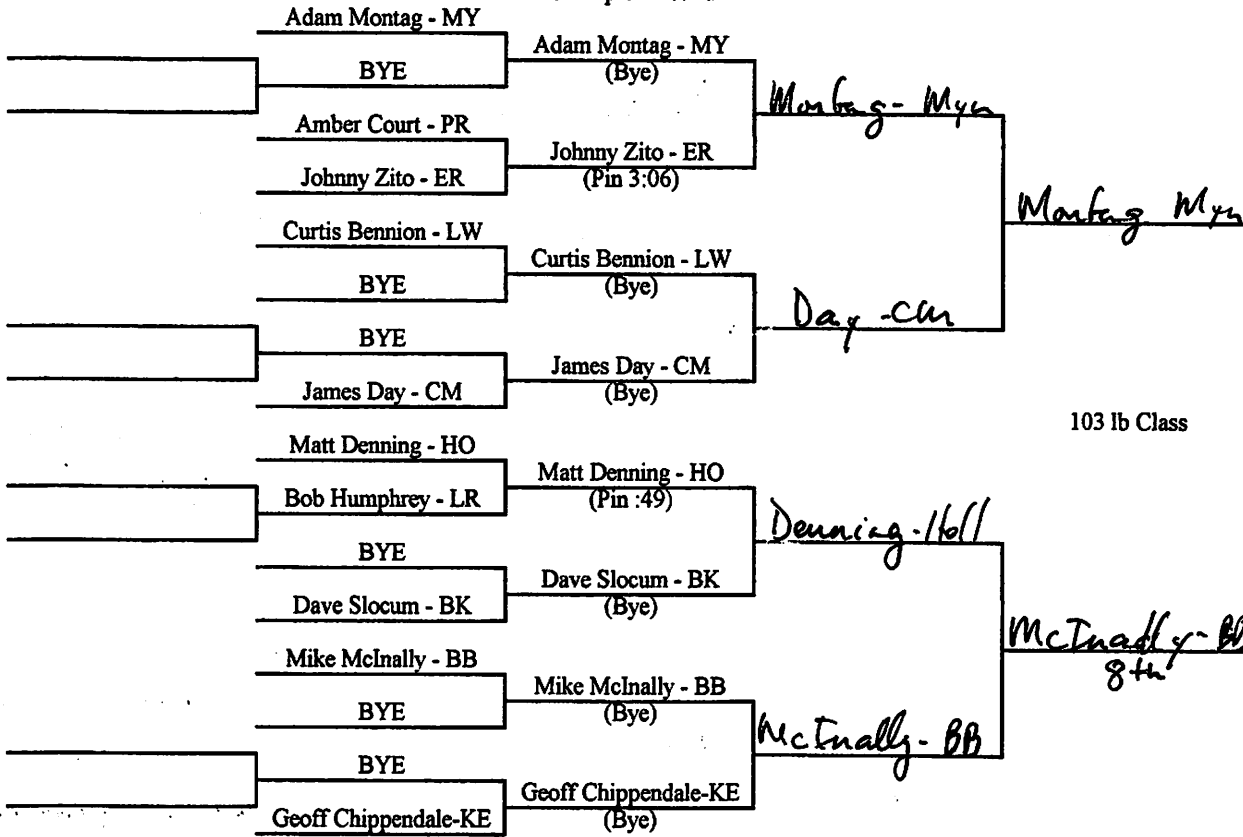 Adam Montag - MY
BYE
Adam Montag - MY
(Bye)
Montag - Myn
Amber Court - PR
Johnny Zito - ER
Johnny Zito - ER
(Pin 3:06)
Montag Myn
Curtis Bennion - LW
BYE
Curtis Bennion - LW
(Bye)
Day - CM
BYE
James Day - CM
James Day - CM
(Bye)
103 lb Class
Matt Denning - HO
Bob Humphrey - LR
Matt Denning - HO
(Pin :49)
Denning - Holl
BYE
Dave Slocum - BK
Dave Slocum - BK
(Bye)
McInally - BB
8th
Mike McInally - BB
BYE
Mike McInally - BB
(Bye)
McInally - BB
BYE
Geoff Chippendale-KE
Geoff Chippendale-KE
(Bye)